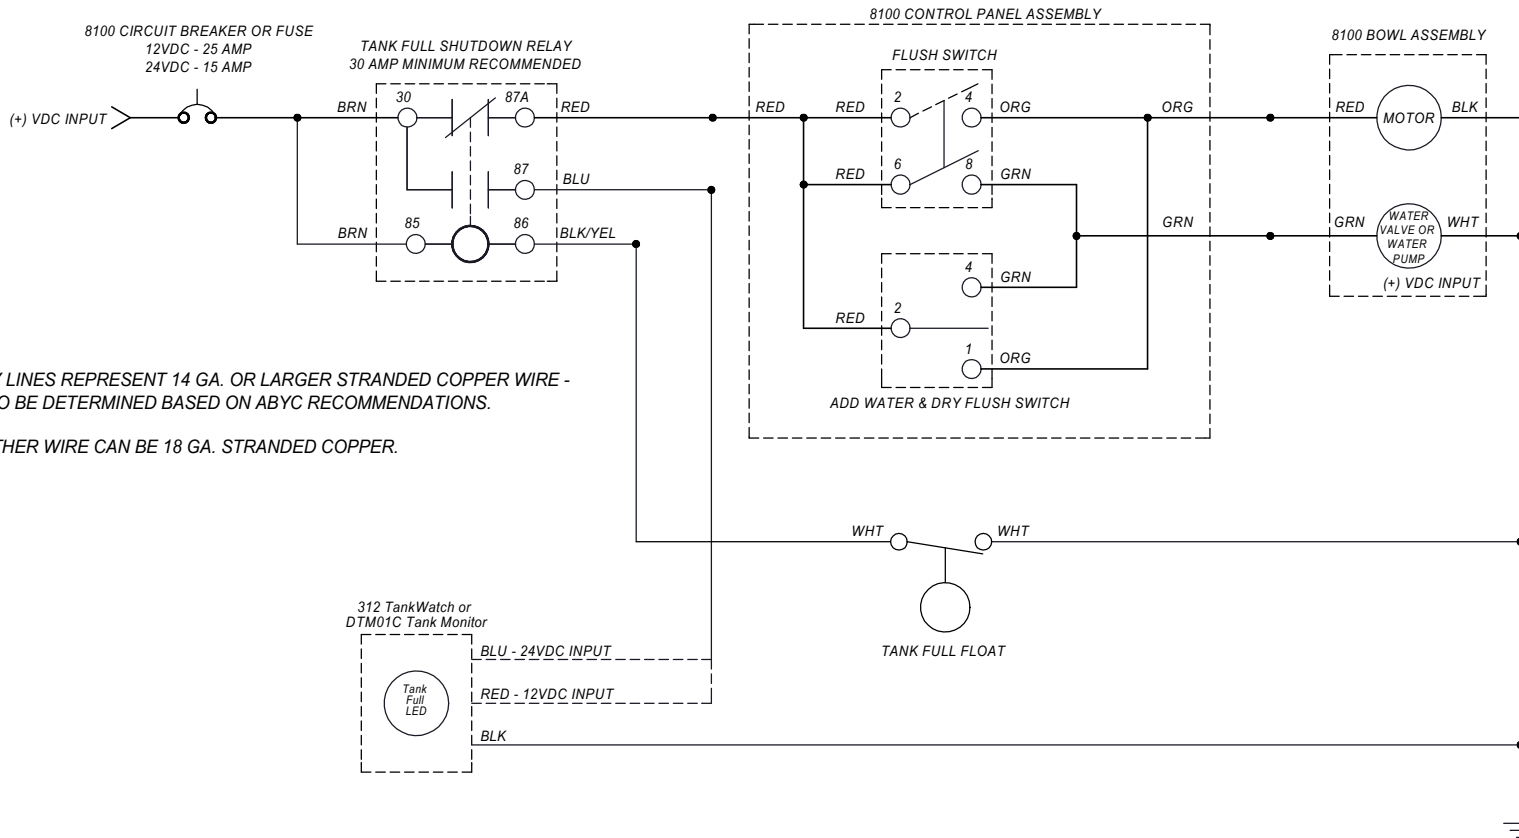 8100 CIRCUIT BREAKER OR FUSE
12VDC - 25 AMP
24VDC - 15 AMP
(+) VDC INPUT
TANK FULL SHUTDOWN RELAY
30 AMP MINIMUM RECOMMENDED
BRN
30
87A
RED
87
BLU
BRN
85
86
BLK/YEL
8100 CONTROL PANEL ASSEMBLY
FLUSH SWITCH
RED
RED
2
4
ORG
ORG
RED
6
8
GRN
GRN
4
GRN
RED
2
1
ORG
ADD WATER & DRY FLUSH SWITCH
8100 BOWL ASSEMBLY
RED
MOTOR
BLK
GRN
WATER
VALVE OR
WATER
PUMP
WHT
(+) VDC INPUT
LINES REPRESENT 14 GA. OR LARGER STRANDED COPPER WIRE -
O BE DETERMINED BASED ON ABYC RECOMMENDATIONS.
THER WIRE CAN BE 18 GA. STRANDED COPPER.
WHT
WHT
TANK FULL FLOAT
312 TankWatch or
DTM01C Tank Monitor
Tank
Full
LED
BLU - 24VDC INPUT
RED - 12VDC INPUT
BLK